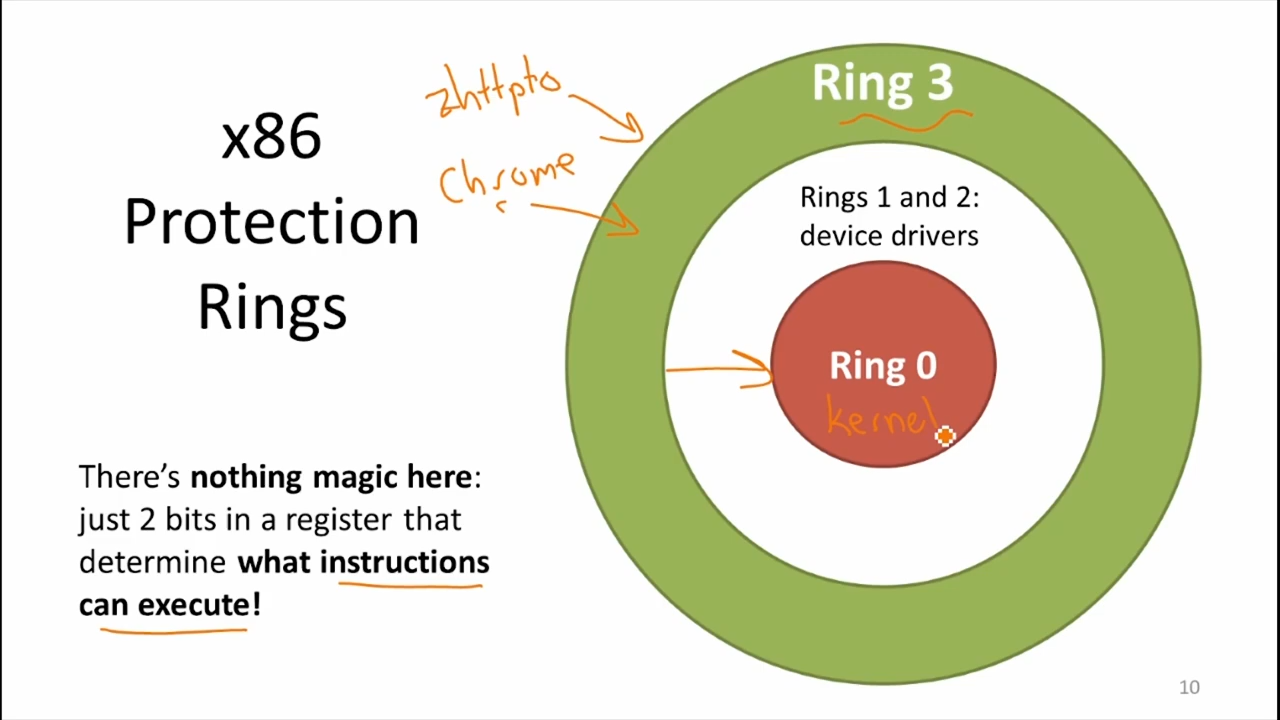 x86
Protection
Rings
There's nothing magic here:
just 2 bits in a register that
determine what instructions
can execute!
zhttpto
Chrome
Ring 3
Rings 1 and 2:
device drivers
Ring 0
kernel
10